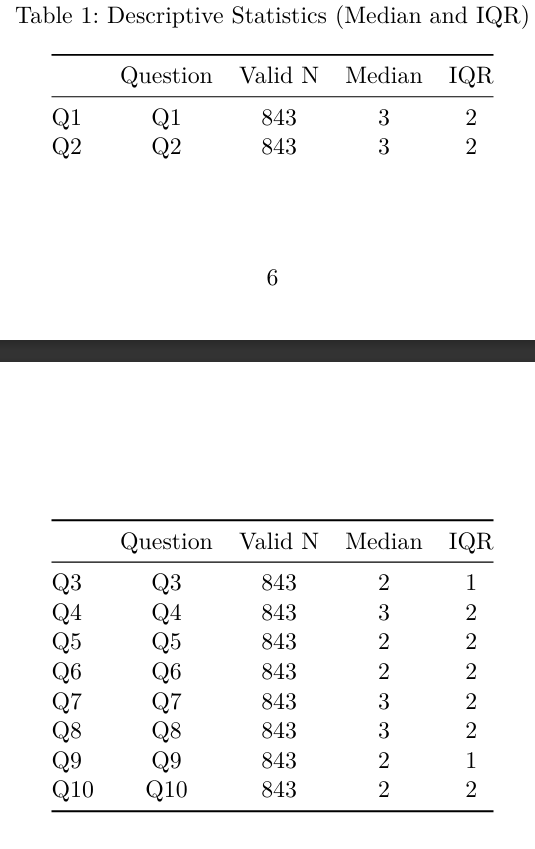 Table 1: Descriptive Statistics (Median and IQR)
Question Valid N Median IQR
Q1 Q1 843 3 2
Q2 Q2 843 3 2
6
Question Valid N Median IQR
Q3 Q3 843 2 1
Q4 Q4 843 3 2
Q5 Q5 843 2 2
Q6 Q6 843 2 2
Q7 Q7 843 3 2
Q8 Q8 843 3 2
Q9 Q9 843 2 1
Q10 Q10 843 2 2